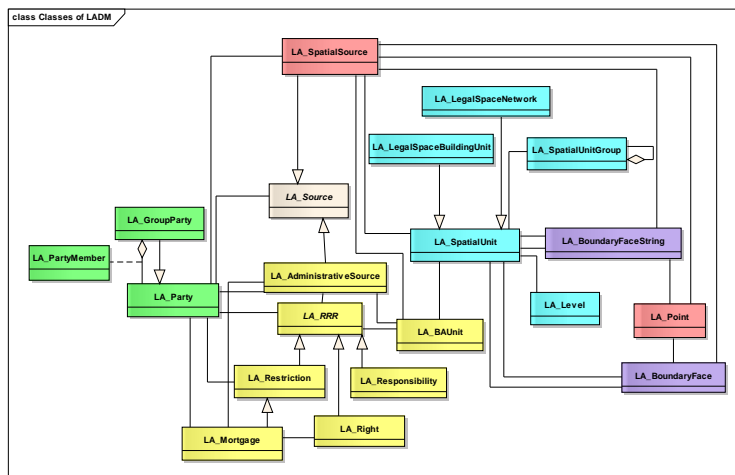 class Classes of LADM
LA_SpatialSource
LA_LegalSpaceNetwork
LA_LegalSpaceBuildingUnit
LA_SpatialUnitGroup
LA_Source
LA_GroupParty
LA_SpatialUnit
LA_BoundaryFaceString
LA_PartyMember
LA_AdministrativeSource
LA_Party
LA_Level
LA_RRR
LA_Point
LA_BAUnit
LA_Restriction
LA_Responsibility
LA_BoundaryFace
LA_Mortgage
LA_Right